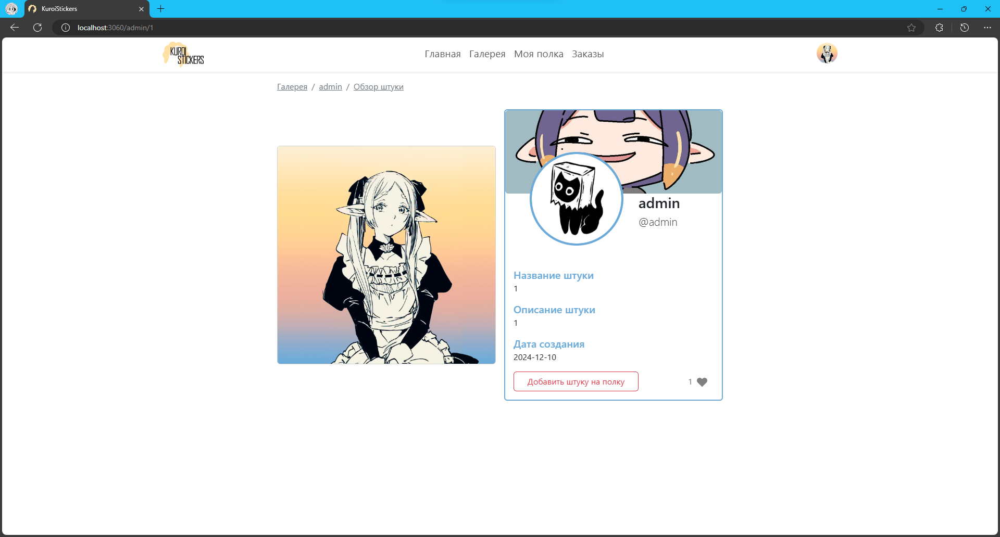 KuroiStickers
localhost:3060/admin/1
KUROI
STICKERS
Главная Галерея Моя полка Заказы
Галерея / admin / Обзор штуки
admin
@admin
Название штуки
1
Описание штуки
1
Дата создания
2024-12-10
Добавить штуку на полку 1